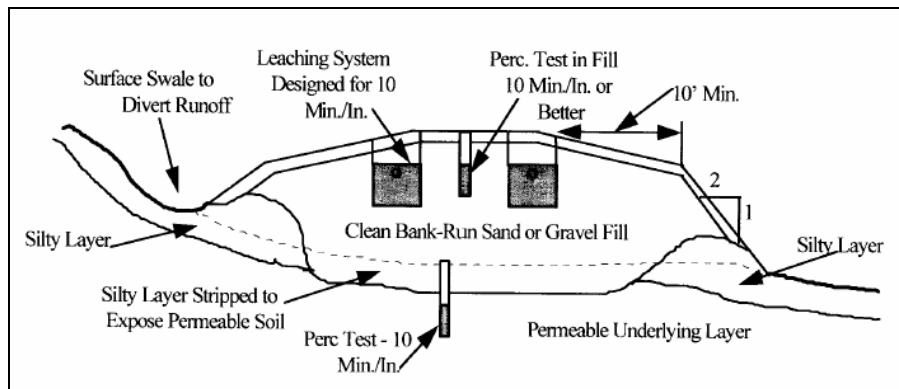 Surface Swale to
Divert Runoff
Leaching System
Designed for 10
Min./In.
Perc. Test in Fill
10 Min./In. or
Better
10' Min.
2
1
Silty Layer
Clean Bank-Run Sand or Gravel Fill
Silty Layer
Silty Layer Stripped to
Expose Permeable Soil
Perc Test - 10
Min./In.
Permeable Underlying Layer